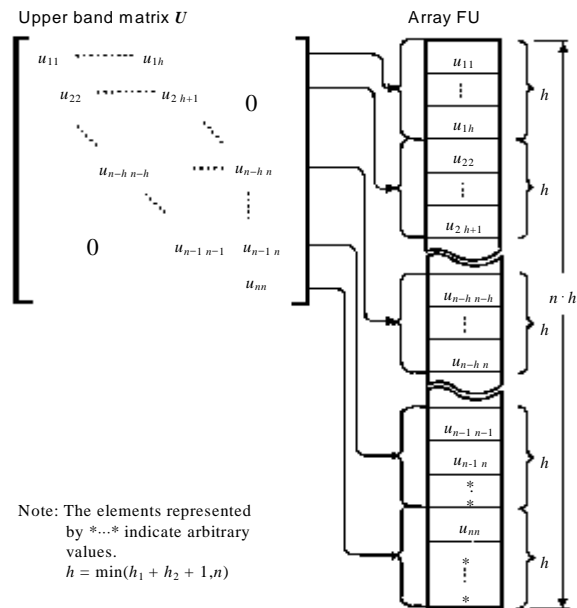 Upper band matrix U
Array FU
u11 u1h
u22 u2 h+1
0
un–h n–h un–h n
0
un–1 n–1 un–1 n
unn
u11
u1h
u22
u2 h+1
un–h n–h
un–h n
un–1 n–1
un-1 n
*
*
unn
*
*
h
h
h
h
h
n·h
Note: The elements represented
by *···* indicate arbitrary
values.
h = min(h1 + h2 + 1,n)